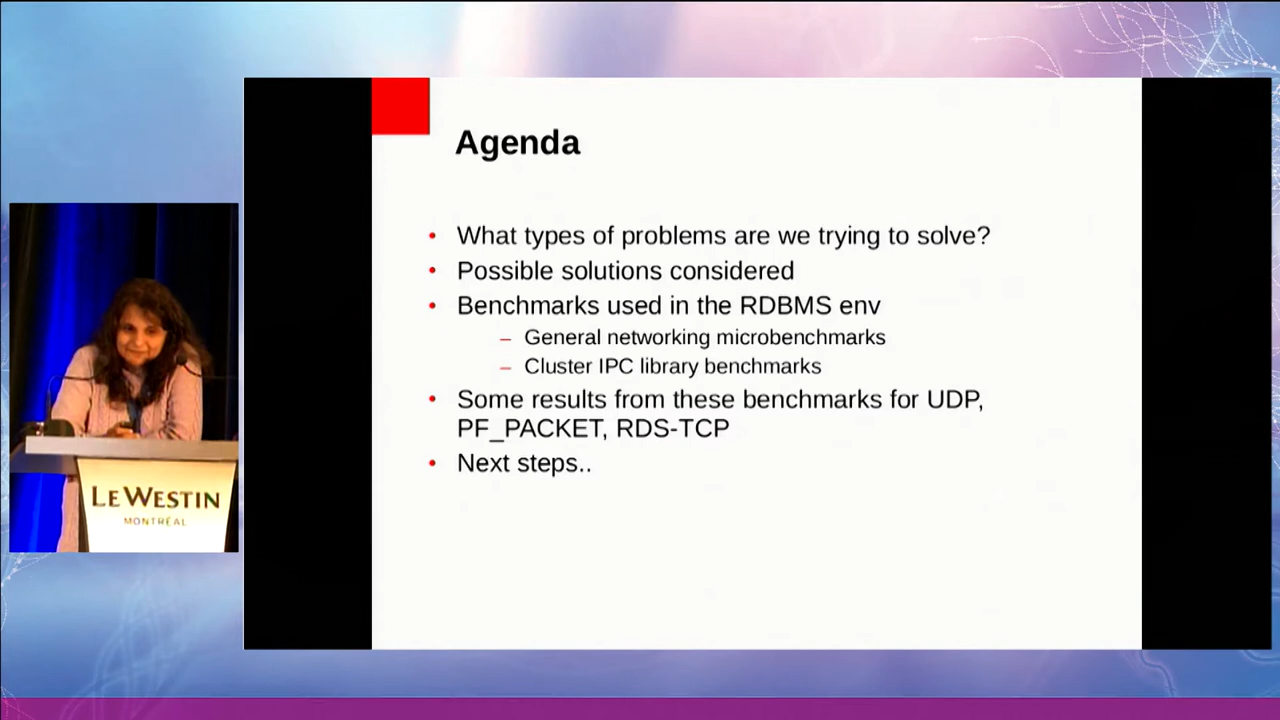 Agenda
• What types of problems are we trying to solve?
• Possible solutions considered
• Benchmarks used in the RDBMS env
– General networking microbenchmarks
– Cluster IPC library benchmarks
• Some results from these benchmarks for UDP,
PF_PACKET, RDS-TCP
• Next steps..
LE WESTIN
MONTRÉAL